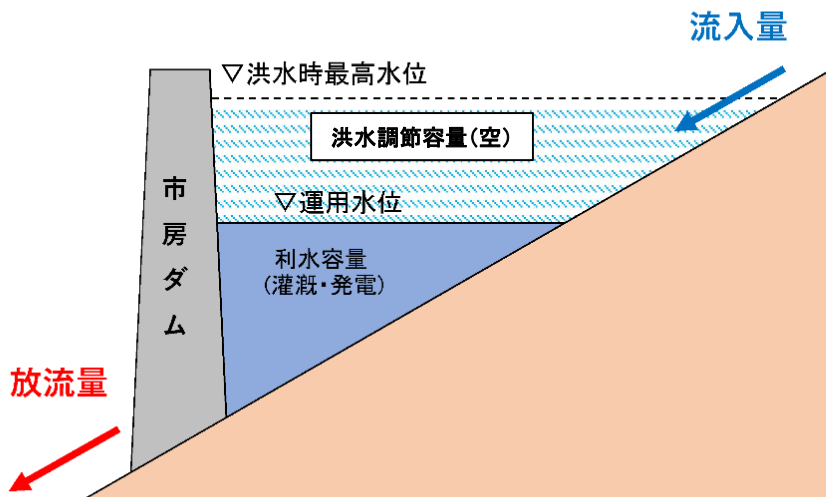 流入量
▽洪水時最高水位
洪水調節容量(空)
▽運用水位
市房ダム
利水容量
(灌漑・発電)
放流量